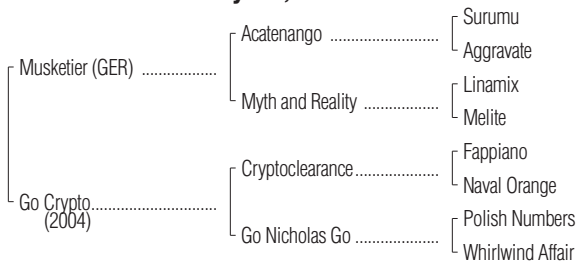 Surumu
Acatenango ....................
Aggravate
Musketier (GER) ..................
Linamix
Myth and Reality ..................
Melite
Fappiano
Cryptoclearance....................
Naval Orange
Go Crypto..............................
(2004)
Polish Numbers
Go Nicholas Go ....................
Whirlwind Affair